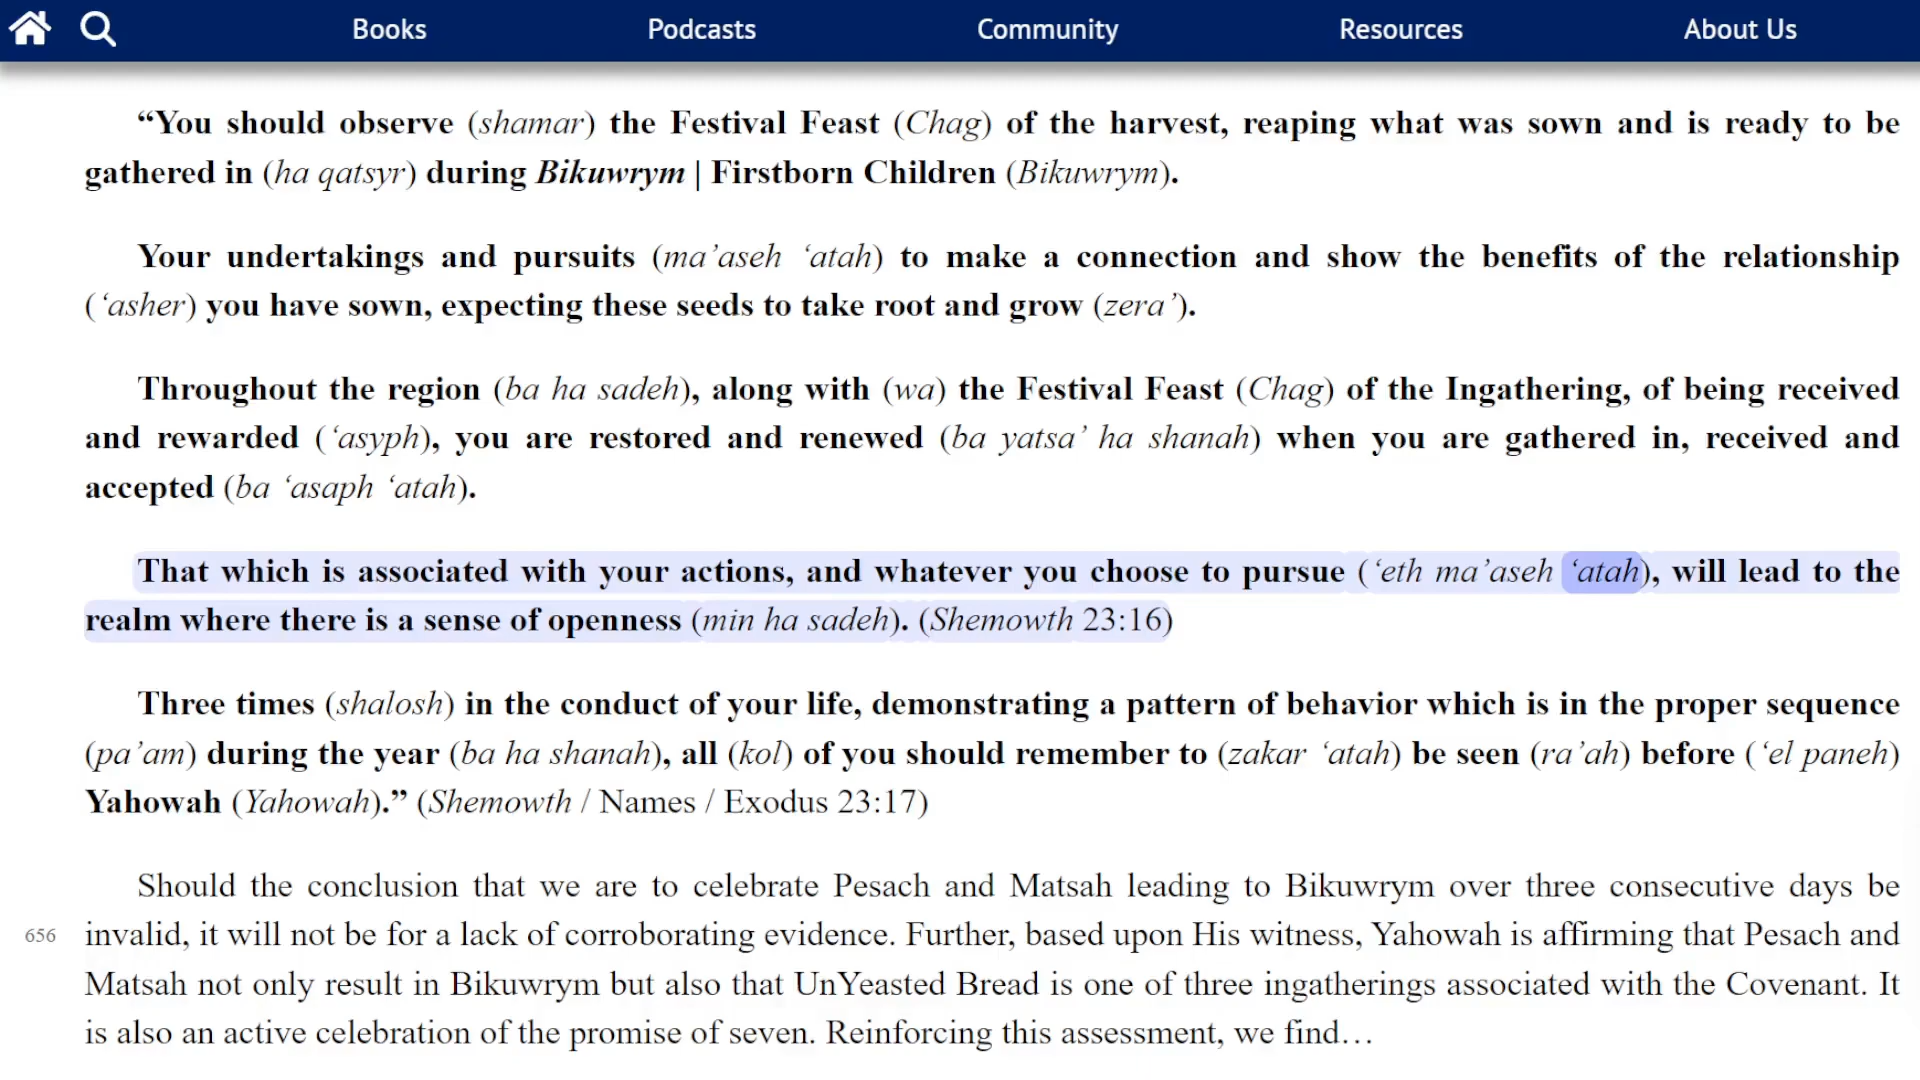 Books Podcasts Community Resources About Us
“You should observe (shamar) the Festival Feast (Chag) of the harvest, reaping what was sown and is ready to be
gathered in (ha qatsyr) during Bikuwrym | Firstborn Children (Bikuwrym).
Your undertakings and pursuits (ma’aseh ‘atah) to make a connection and show the benefits of the relationship
(‘asher) you have sown, expecting these seeds to take root and grow (zera’).
Throughout the region (ba ha sadeh), along with (wa) the Festival Feast (Chag) of the Ingathering, of being received
and rewarded (‘asyph), you are restored and renewed (ba yatsa’ ha shanah) when you are gathered in, received and
accepted (ba ‘asaph ‘atah).
That which is associated with your actions, and whatever you choose to pursue (‘eth ma’aseh ‘atah), will lead to the
realm where there is a sense of openness (min ha sadeh). (Shemowth 23:16)
Three times (shalosh) in the conduct of your life, demonstrating a pattern of behavior which is in the proper sequence
(pa’am) during the year (ba ha shanah), all (kol) of you should remember to (zakar ‘atah) be seen (ra’ah) before (‘el paneh)
Yahowah (Yahowah).” (Shemowth / Names / Exodus 23:17)
Should the conclusion that we are to celebrate Pesach and Matsah leading to Bikuwrym over three consecutive days be
656 invalid, it will not be for a lack of corroborating evidence. Further, based upon His witness, Yahowah is affirming that Pesach and
Matsah not only result in Bikuwrym but also that UnYeasted Bread is one of three ingatherings associated with the Covenant. It
is also an active celebration of the promise of seven. Reinforcing this assessment, we find…